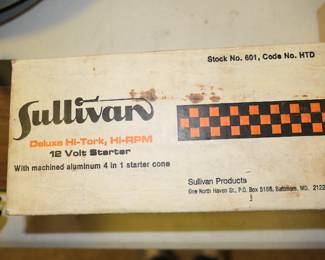 Stock No. 601, Code No. HTD
Sullivan
Deluxe Hi-Tork, Hi-RPM
12 Volt Starter
With machined aluminum 4 in 1 starter cone
Sullivan Products
One North Haven St., P.O. Box 5166, Baltimore, MD. 2122